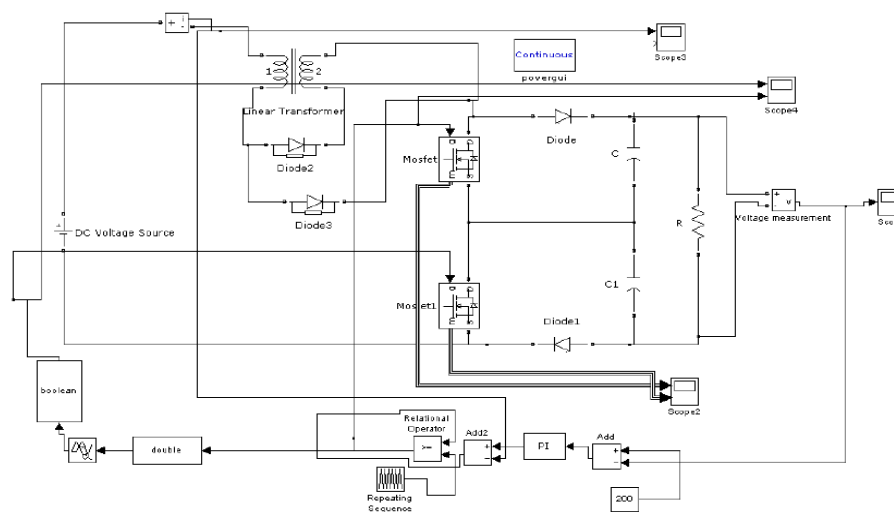 Continuous
povergui
Scope3
1
2
Linear Transformer
Scope4
Diode2
Diode
Mosfet
C
Diode3
R
Voltage measurement
DC Voltage Source
C1
Mosfet1
Diode1
boolean
Scope2
Relational
Operator
Add2
PI
Add
double
>=
Repeating
Sequence
200